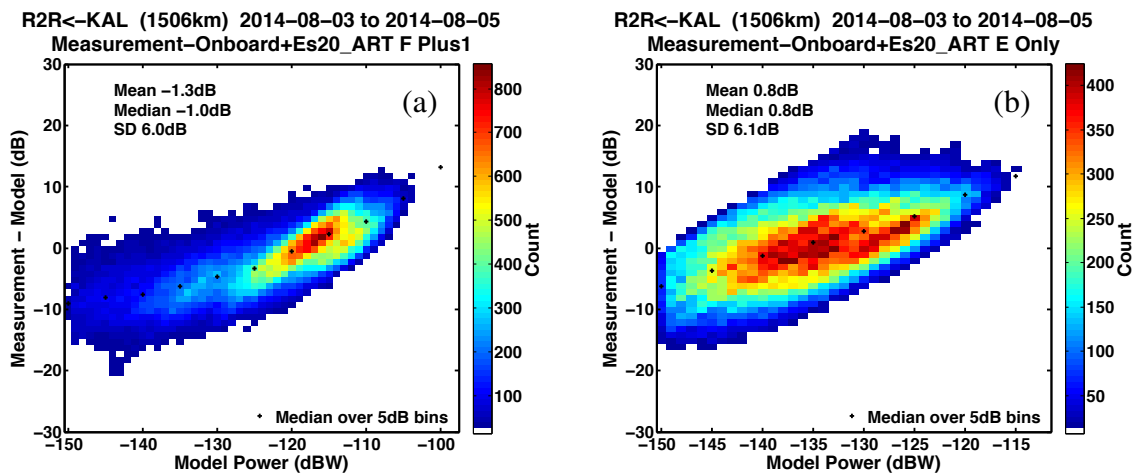 R2R<-KAL (1506km) 2014-08-03 to 2014-08-05
Measurement-Onboard+Es20_ART F Plus1
Mean -1.3dB
Median -1.0dB
SD 6.0dB
(a)
Measurement - Model (dB)
30
20
10
0
-10
-20
-30
-150
-140
-130
-120
-110
-100
Model Power (dBW)
Median over 5dB bins
800
700
600
500
400
300
200
100
Count
R2R<-KAL (1506km) 2014-08-03 to 2014-08-05
Measurement-Onboard+Es20_ART E Only
Mean 0.8dB
Median 0.8dB
SD 6.1dB
(b)
Measurement - Model (dB)
30
20
10
0
-10
-20
-30
-150
-145
-140
-135
-130
-125
-120
-115
Model Power (dBW)
Median over 5dB bins
400
350
300
250
200
150
100
50
Count